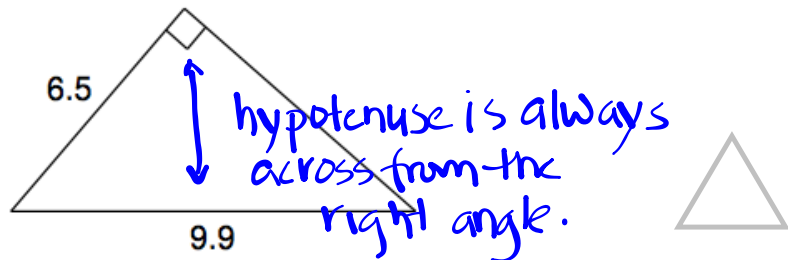 6.5
hypotenuse is always
across from the
right angle.
9.9